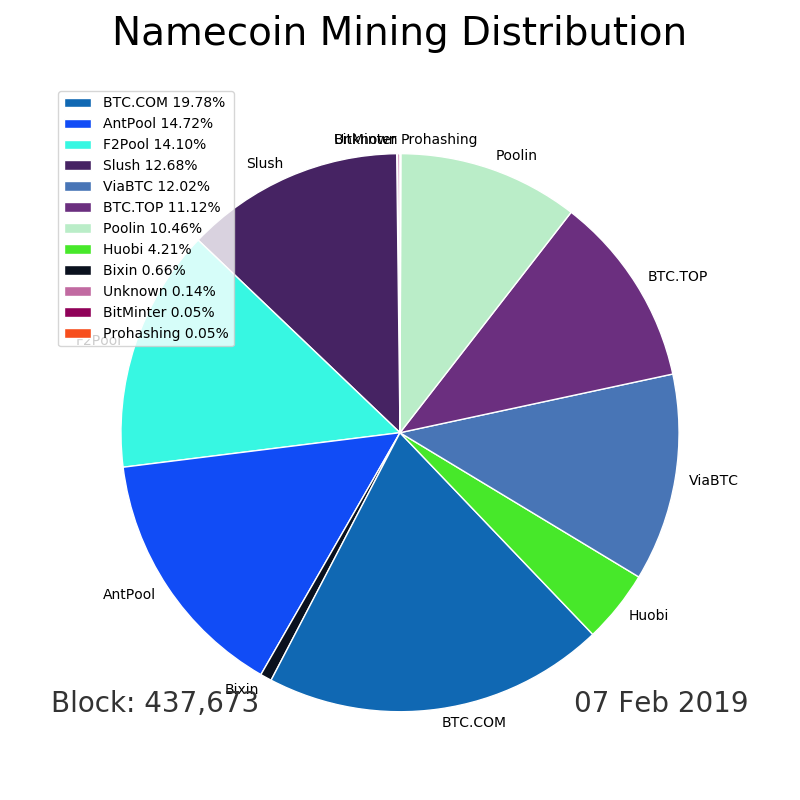 Namecoin Mining Distribution
BTC.COM 19.78%
AntPool 14.72%
F2Pool 14.10%
Slush 12.68%
ViaBTC 12.02%
BTC.TOP 11.12%
Poolin 10.46%
Huobi 4.21%
Bixin 0.66%
Unknown 0.14%
BitMinter 0.05%
Prohashing 0.05%
Prohashing
Poolin
Slush
BTC.TOP
F2Pool
ViaBTC
AntPool
Huobi
Bixin
BTC.COM
Block: 437,673
07 Feb 2019